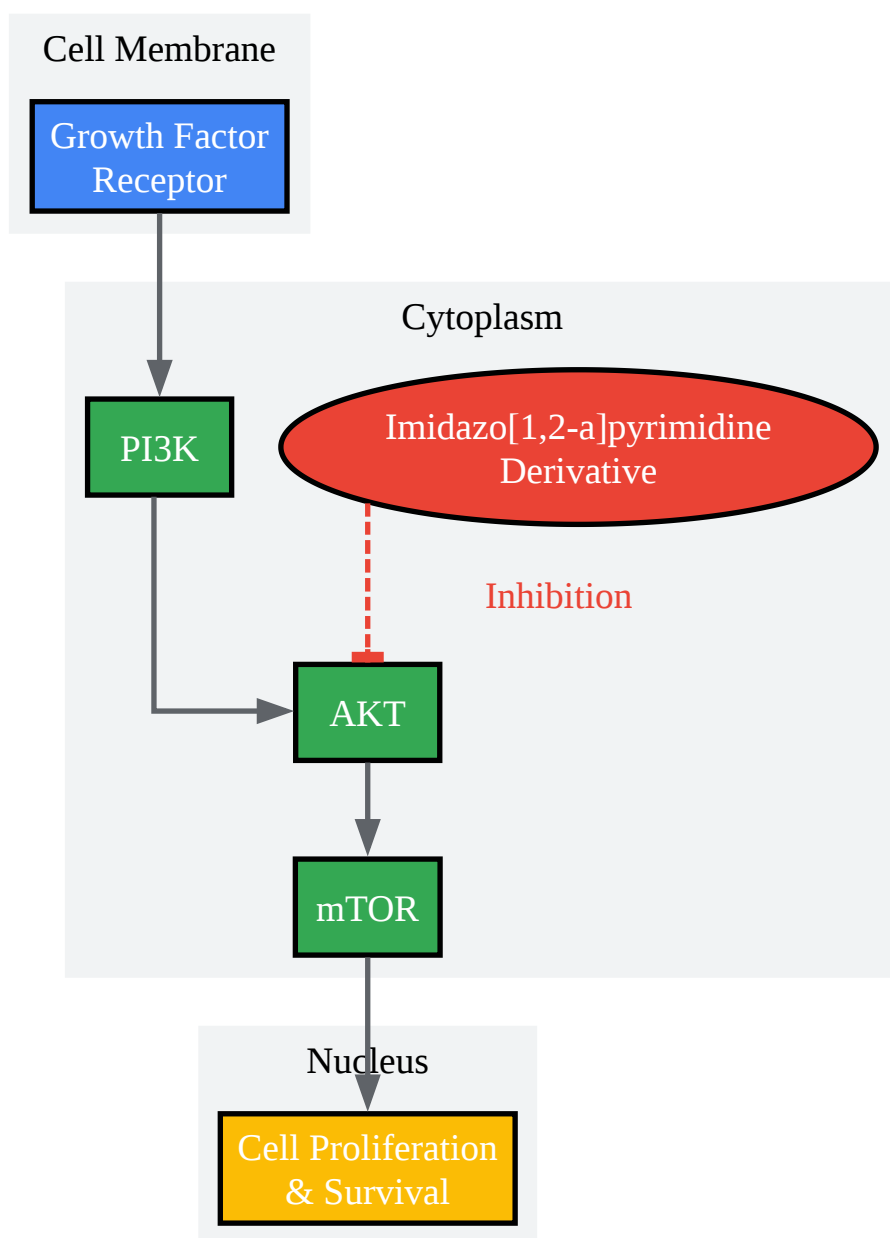 Cell Membrane
Growth Factor
Receptor
Cytoplasm
PI3K
Imidazo[1,2-a]pyrimidine
Derivative
Inhibition
AKT
mTOR
Nucleus
Cell Proliferation
& Survival